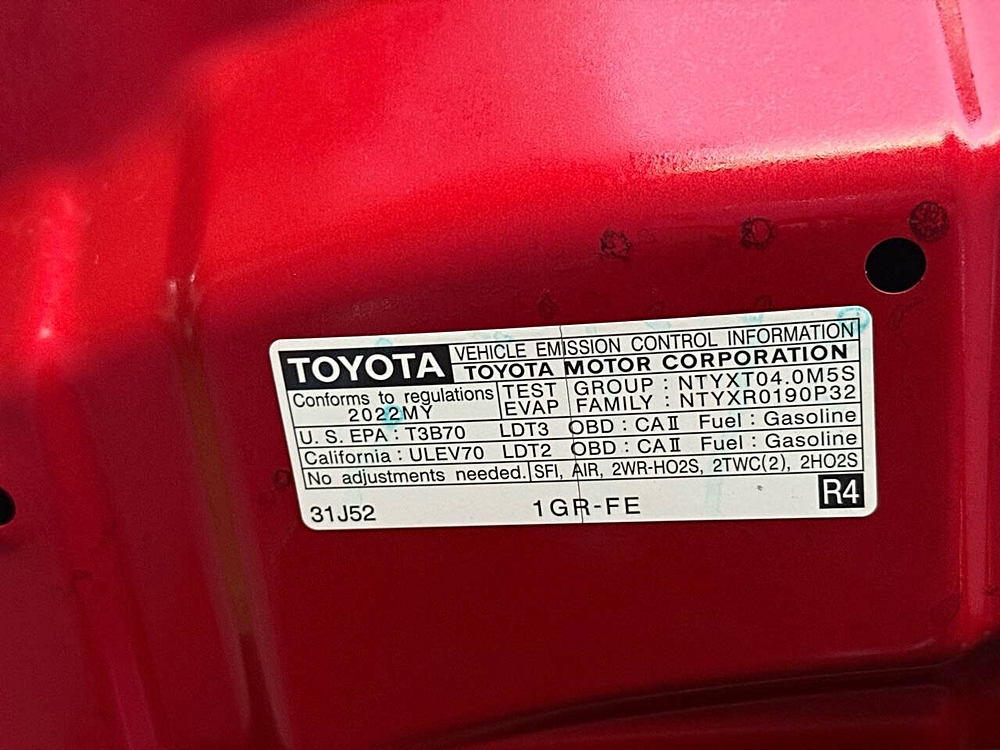 TOYOTA VEHICLE EMISSION CONTROL INFORMATION
TOYOTA MOTOR CORPORATION
Conforms to regulations
2022MY
TEST GROUP : NTYXT04.0M5S
EVAP FAMILY : NTYXR0190P32
U.S. EPA : T3B70 LDT3 OBD : CAⅡ Fuel : Gasoline
California : ULEV70 LDT2 OBD : CAⅡ Fuel : Gasoline
No adjustments needed. SFI, AIR, 2WR-HO2S, 2TWC(2), 2HO2S
31J52 1GR-FE R4